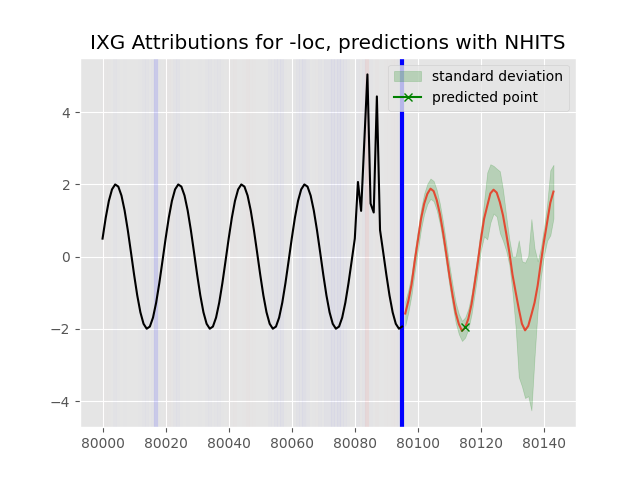 IXG Attributions for -loc, predictions with NHITS
standard deviation
predicted point
4
2
0
−2
−4
80000 80020 80040 80060 80080 80100 80120 80140